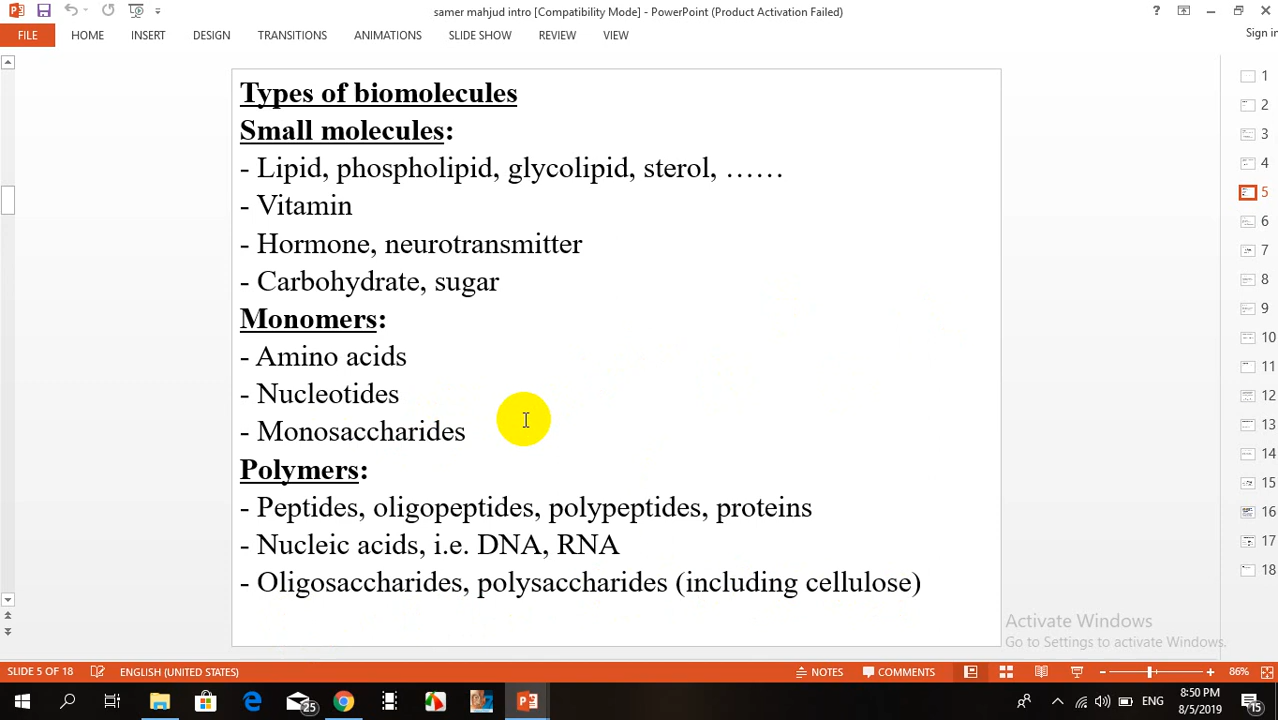 samer mahjud intro [Compatibility Mode] - PowerPoint (Product Activation Failed)
?
FILE HOME INSERT DESIGN TRANSITIONS ANIMATIONS SLIDE SHOW REVIEW VIEW
Sign in
Types of biomolecules
Small molecules:
- Lipid, phospholipid, glycolipid, sterol, ……
- Vitamin
- Hormone, neurotransmitter
- Carbohydrate, sugar
Monomers:
- Amino acids
- Nucleotides
- Monosaccharides
Polymers:
- Peptides, oligopeptides, polypeptides, proteins
- Nucleic acids, i.e. DNA, RNA
- Oligosaccharides, polysaccharides (including cellulose)
1
2
3
4
5
6
7
8
9
10
11
12
13
14
15
16
17
18
Activate Windows
Go to Settings to activate Windows.
SLIDE 5 OF 18 ENGLISH (UNITED STATES) NOTES COMMENTS 86%
25
ENG
8:50 PM
8/5/2019
15